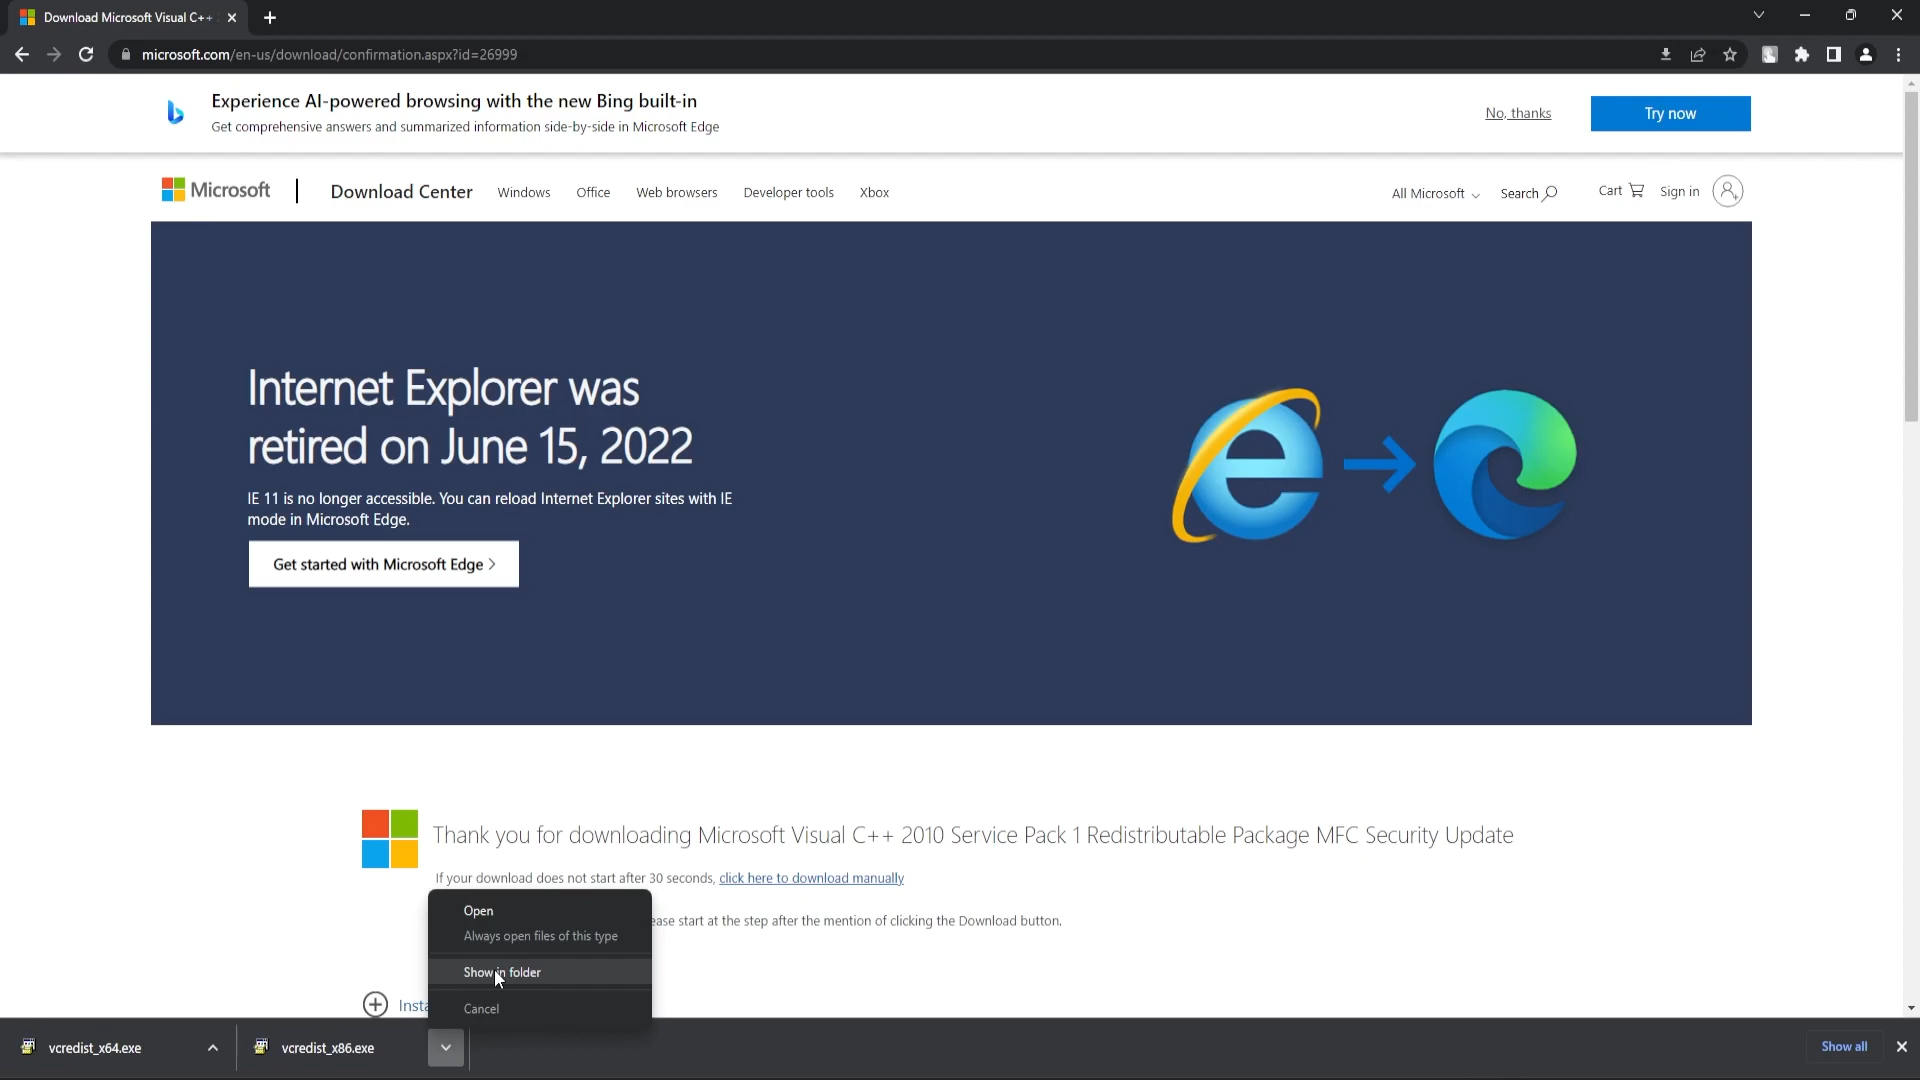 Download Microsoft Visual C++
microsoft.com/en-us/download/confirmation.aspx?id=26999
Experience AI-powered browsing with the new Bing built-in
Get comprehensive answers and summarized information side-by-side in Microsoft Edge
No, thanks
Try now
Microsoft
Download Center
Windows
Office
Web browsers
Developer tools
Xbox
All Microsoft
Search
Cart
Sign in
Internet Explorer was
retired on June 15, 2022
IE 11 is no longer accessible. You can reload Internet Explorer sites with IE
mode in Microsoft Edge.
Get started with Microsoft Edge >
Thank you for downloading Microsoft Visual C++ 2010 Service Pack 1 Redistributable Package MFC Security Update
If your download does not start after 30 seconds, click here to download manually
start at the step after the mention of clicking the Download button.
Open
Always open files of this type
Show in folder
Cancel
vcredist_x64.exe
vcredist_x86.exe
Show all